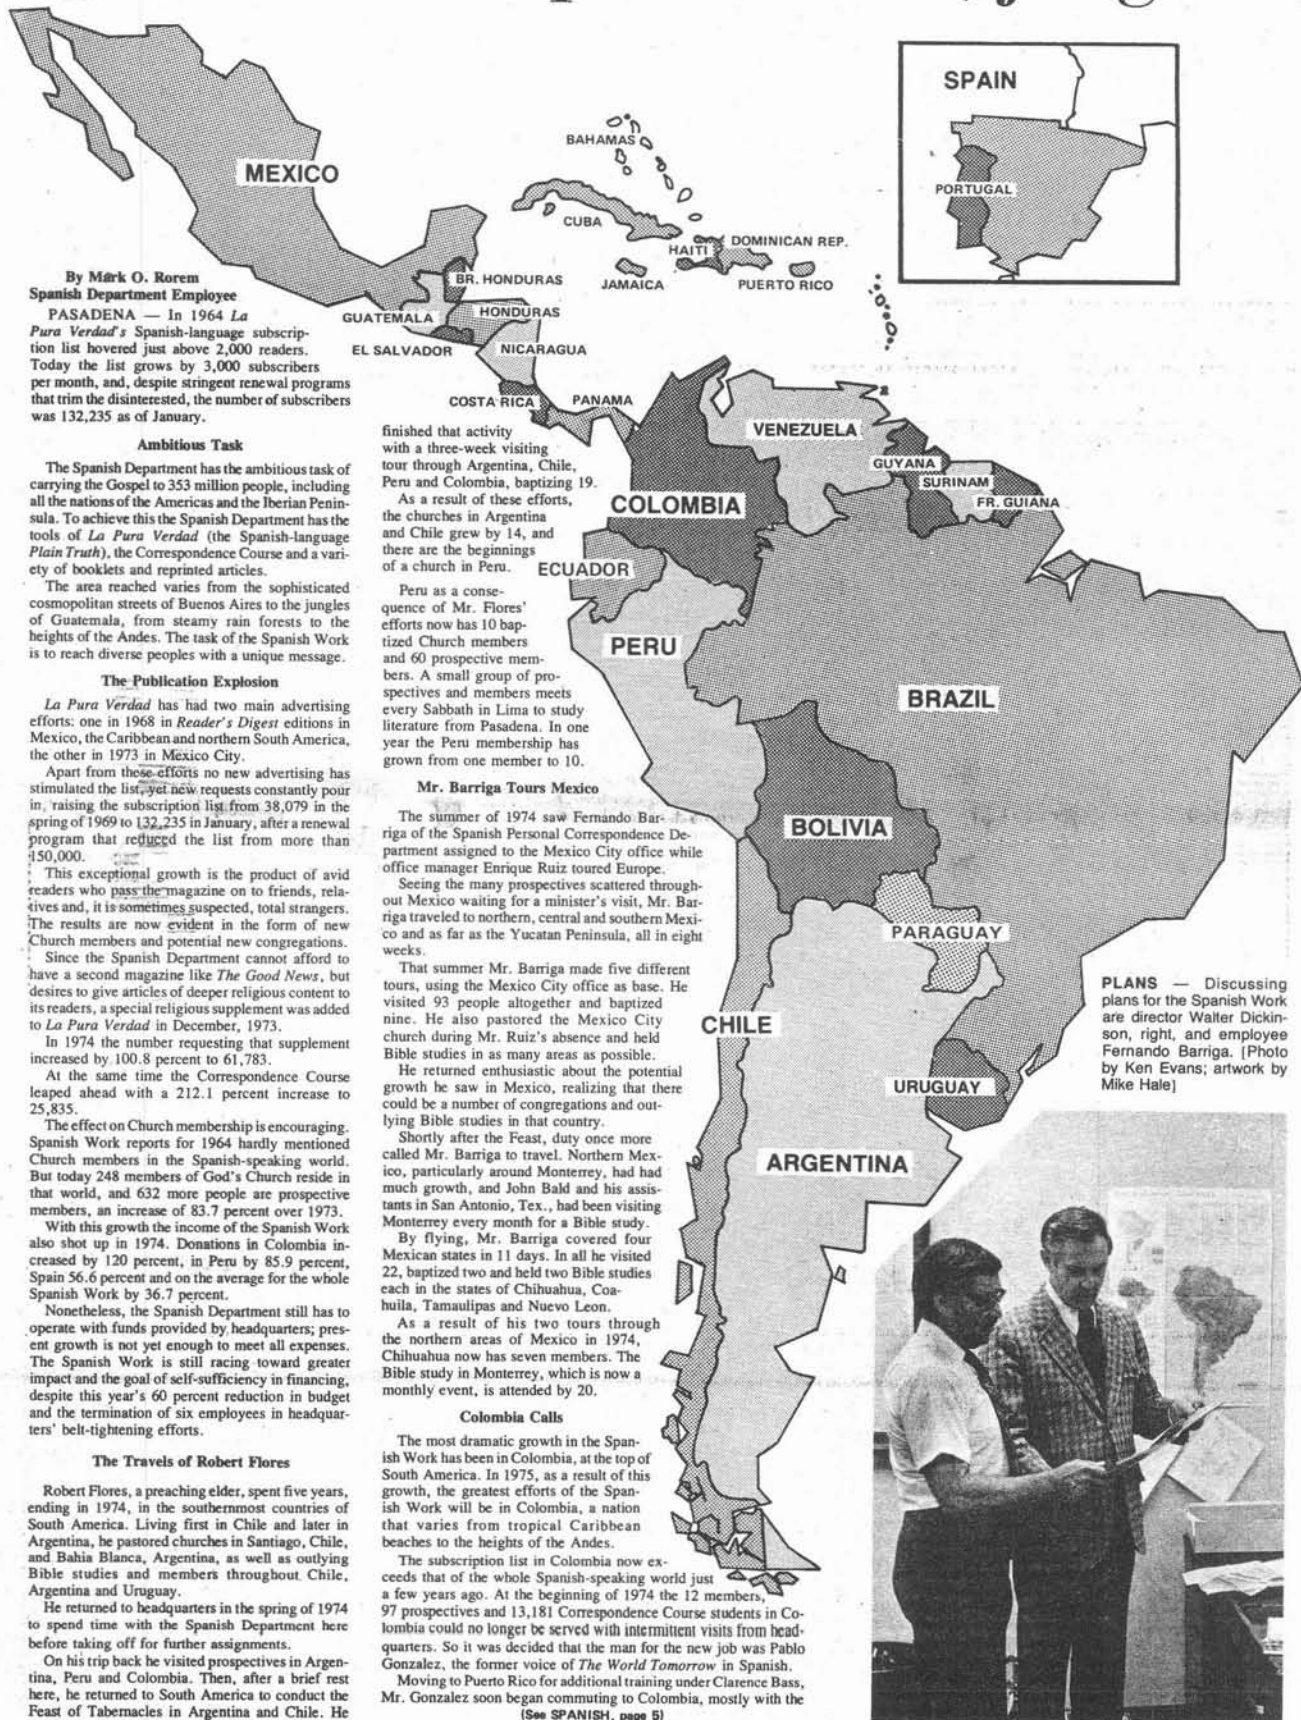 SPAIN
PORTUGAL
MEXICO
BAHAMAS
CUBA
HAITI
DOMINICAN REP.
JAMAICA
PUERTO RICO
BR. HONDURAS
GUATEMALA
HONDURAS
EL SALVADOR
NICARAGUA
COSTA RICA
PANAMA
VENEZUELA
GUYANA
SURINAM
FR. GUIANA
COLOMBIA
ECUADOR
PERU
BRAZIL
BOLIVIA
PARAGUAY
CHILE
URUGUAY
ARGENTINA
By Mark O. Rorem
Spanish Department Employee
PASADENA — In 1964 La
Pura Verdad's Spanish-language subscrip-
tion list hovered just above 2,000 readers.
Today the list grows by 3,000 subscribers
per month, and, despite stringent renewal programs
that trim the disinterested, the number of subscribers
was 132,235 as of January.
Ambitious Task
The Spanish Department has the ambitious task of
carrying the Gospel to 353 million people, including
all the nations of the Americas and the Iberian Penin-
sula. To achieve this the Spanish Department has the
tools of La Pura Verdad (the Spanish-language
Plain Truth), the Correspondence Course and a vari-
ety of booklets and reprinted articles.
The area reached varies from the sophisticated
cosmopolitan streets of Buenos Aires to the jungles
of Guatemala, from steamy rain forests to the
heights of the Andes. The task of the Spanish Work
is to reach diverse peoples with a unique message.
The Publication Explosion
La Pura Verdad has had two main advertising
efforts: one in 1968 in Reader's Digest editions in
Mexico, the Caribbean and northern South America,
the other in 1973 in Mexico City.
Apart from these efforts no new advertising has
stimulated the list, yet new requests constantly pour
in, raising the subscription list from 38,079 in the
spring of 1969 to 132,235 in January, after a renewal
program that reduced the list from more than
150,000.
This exceptional growth is the product of avid
readers who pass the magazine on to friends, rela-
tives and, it is sometimes suspected, total strangers.
The results are now evident in the form of new
Church members and potential new congregations.
Since the Spanish Department cannot afford to
have a second magazine like The Good News, but
desires to give articles of deeper religious content to
its readers, a special religious supplement was added
to La Pura Verdad in December, 1973.
In 1974 the number requesting that supplement
increased by 100.8 percent to 61,783.
At the same time the Correspondence Course
leaped ahead with a 212.1 percent increase to
25,835.
The effect on Church membership is encouraging.
Spanish Work reports for 1964 hardly mentioned
Church members in the Spanish-speaking world.
But today 248 members of God's Church reside in
that world, and 632 more people are prospective
members, an increase of 83.7 percent over 1973.
With this growth the income of the Spanish Work
also shot up in 1974. Donations in Colombia in-
creased by 120 percent, in Peru by 85.9 percent,
Spain 56.6 percent and on the average for the whole
Spanish Work by 36.7 percent.
Nonetheless, the Spanish Department still has to
operate with funds provided by headquarters; pres-
ent growth is not yet enough to meet all expenses.
The Spanish Work is still racing toward greater
impact and the goal of self-sufficiency in financing,
despite this year's 60 percent reduction in budget
and the termination of six employees in headquar-
ters' belt-tightening efforts.
The Travels of Robert Flores
Robert Flores, a preaching elder, spent five years,
ending in 1974, in the southernmost countries of
South America. Living first in Chile and later in
Argentina, he pastored churches in Santiago, Chile,
and Bahia Blanca, Argentina, as well as outlying
Bible studies and members throughout Chile,
Argentina and Uruguay.
He returned to headquarters in the spring of 1974
to spend time with the Spanish Department here
before taking off for further assignments.
On his trip back he visited prospectives in Argen-
tina, Peru and Colombia. Then, after a brief rest
here, he returned to South America to conduct the
Feast of Tabernacles in Argentina and Chile. He
finished that activity
with a three-week visiting
tour through Argentina, Chile,
Peru and Colombia, baptizing 19.
As a result of these efforts,
the churches in Argentina
and Chile grew by 14, and
there are the beginnings
of a church in Peru.
Peru as a conse-
quence of Mr. Flores'
efforts now has 10 bap-
tized Church members
and 60 prospective mem-
bers. A small group of pro-
spectives and members meets
every Sabbath in Lima to study
literature from Pasadena. In one
year the Peru membership has
grown from one member to 10.
Mr. Barriga Tours Mexico
The summer of 1974 saw Fernando Bar-
riga of the Spanish Personal Correspondence De-
partment assigned to the Mexico City office while
office manager Enrique Ruiz toured Europe.
Seeing the many prospectives scattered through-
out Mexico waiting for a minister's visit, Mr. Bar-
riga traveled to northern, central and southern Mexi-
co and as far as the Yucatan Peninsula, all in eight
weeks.
That summer Mr. Barriga made five different
tours, using the Mexico City office as base. He
visited 93 people altogether and baptized
nine. He also pastored the Mexico City
church during Mr. Ruiz's absence and held
Bible studies in as many areas as possible.
He returned enthusiastic about the potential
growth he saw in Mexico, realizing that there
could be a number of congregations and out-
lying Bible studies in that country.
Shortly after the Feast, duty once more
called Mr. Barriga to travel. Northern Mex-
ico, particularly around Monterrey, had had
much growth, and John Bald and his assis-
tants in San Antonio, Tex., had been visiting
Monterrey every month for a Bible study.
By flying, Mr. Barriga covered four
Mexican states in 11 days. In all he visited
22, baptized two and held two Bible studies
each in the states of Chihuahua, Coa-
huila, Tamaulipas and Nuevo Leon.
As a result of his two tours through
the northern areas of Mexico in 1974,
Chihuahua now has seven members. The
Bible study in Monterrey, which is now a
monthly event, is attended by 20.
Colombia Calls
The most dramatic growth in the Span-
ish Work has been in Colombia, at the top of
South America. In 1975, as a result of this
growth, the greatest efforts of the Span-
ish Work will be in Colombia, a nation
that varies from tropical Caribbean
beaches to the heights of the Andes.
The subscription list in Colombia now ex-
ceeds that of the whole Spanish-speaking world just
a few years ago. At the beginning of 1974 the 12 members,
97 prospectives and 13,181 Correspondence Course students in Co-
lombia could no longer be served with intermittent visits from head-
quarters. So it was decided that the man for the new job was Pablo
Gonzalez, the former voice of The World Tomorrow in Spanish.
Moving to Puerto Rico for additional training under Clarence Bass,
Mr. Gonzalez soon began commuting to Colombia, mostly with the
(See SPANISH, page 5)
PLANS — Discussing
plans for the Spanish Work
are director Walter Dickin-
son, right, and employee
Fernando Barriga. [Photo
by Ken Evans; artwork by
Mike Hale]